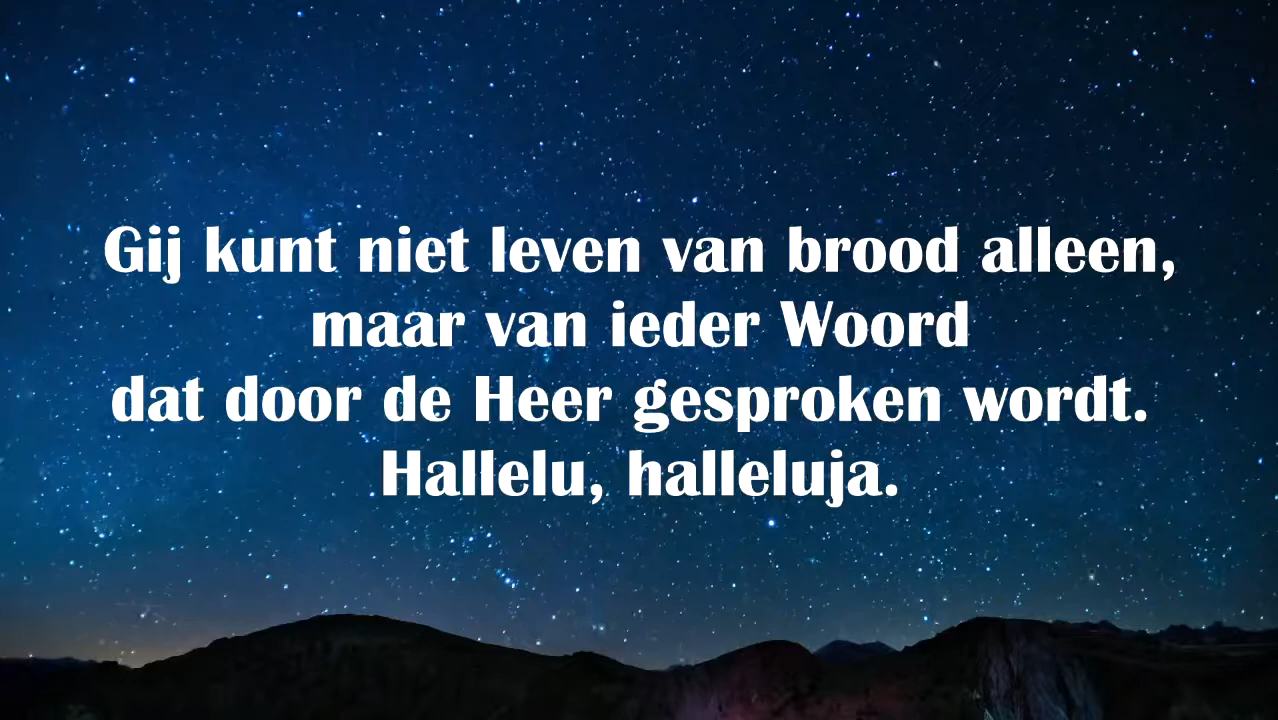 Gij kunt niet leven van brood alleen,
maar van ieder Woord
dat door de Heer gesproken wordt.
Hallelu, halleluja.